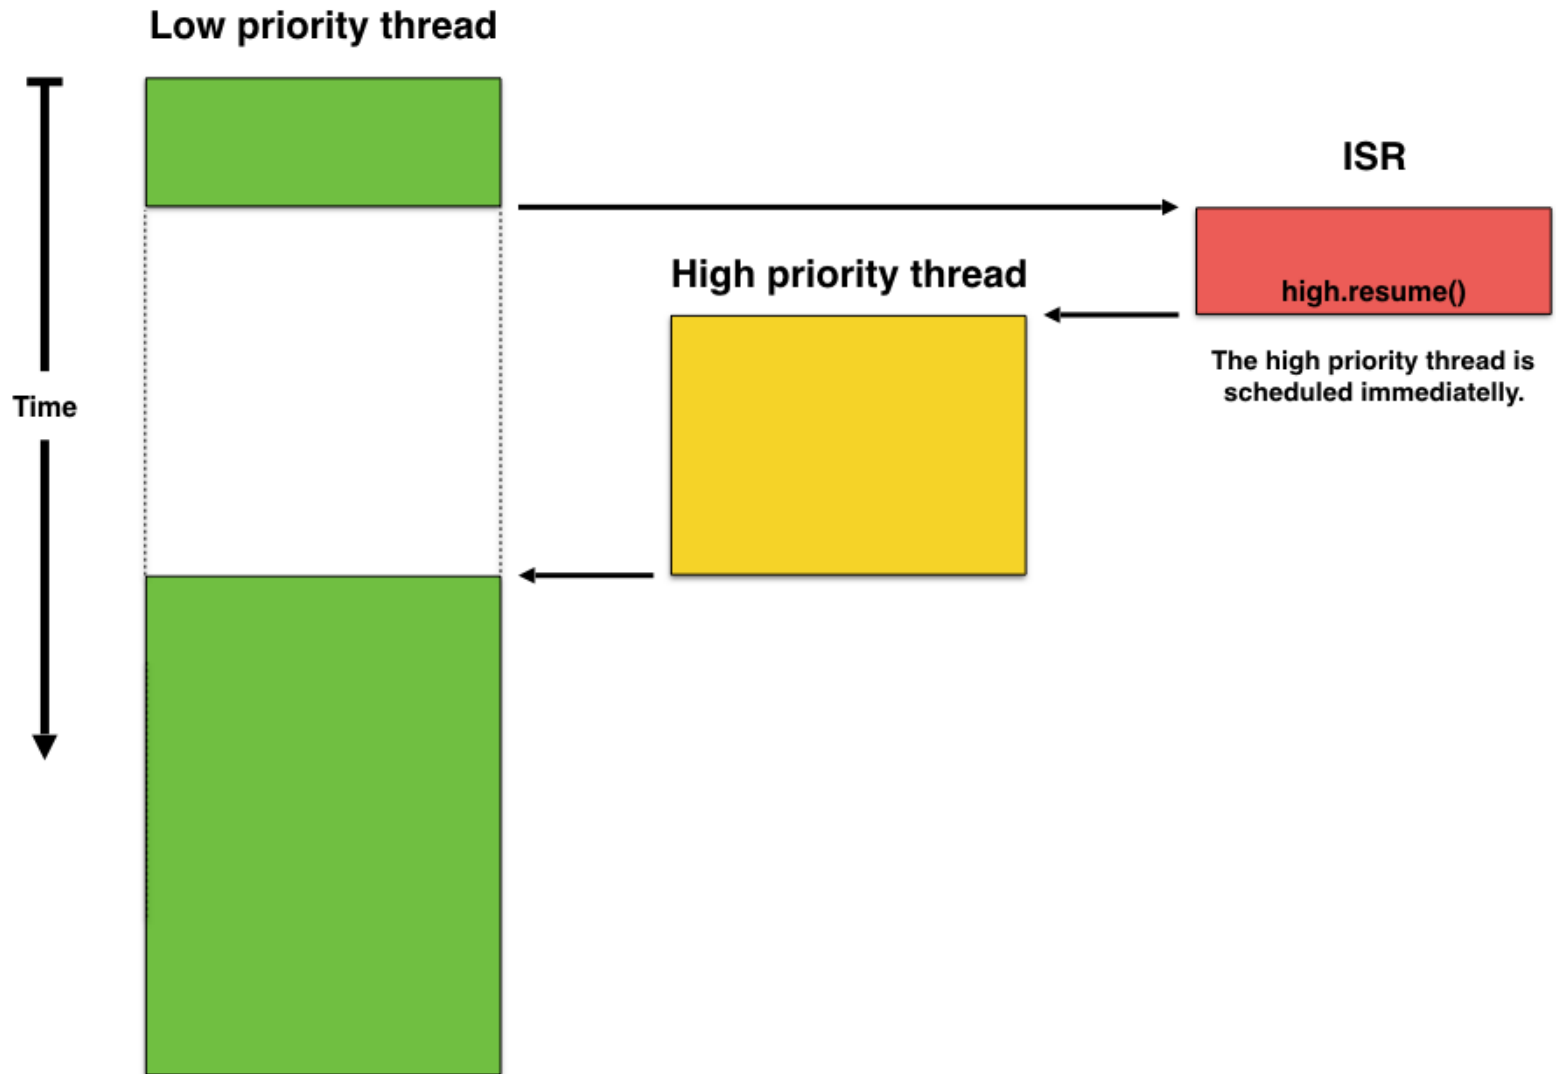 Low priority thread
ISR
High priority thread
high.resume()
The high priority thread is
scheduled immediatelly.
Time